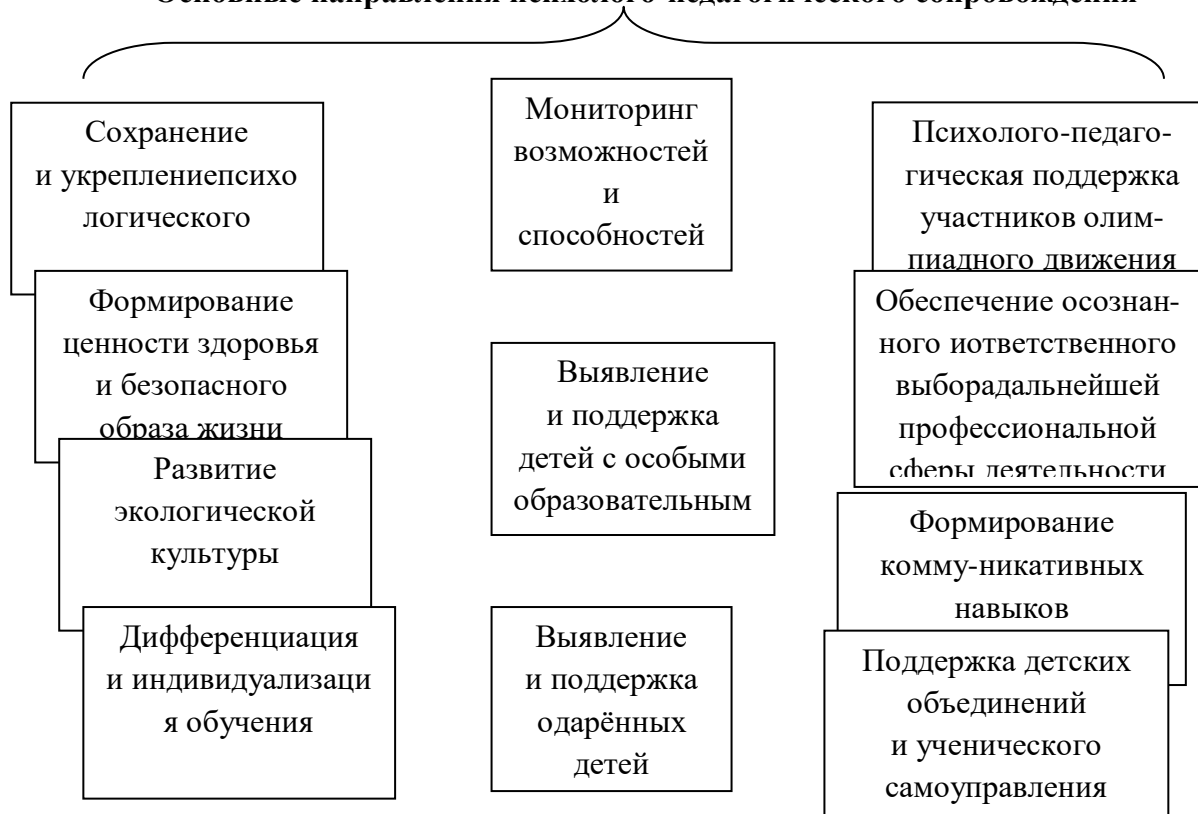 Основные направления психолого-педагогического сопровождения
Сохранение
и укреплениепсихо
логического
Формирование
ценности здоровья
и безопасного
образа жизни
Развитие
экологической
культуры
Дифференциация
и индивидуализаци
я обучения
Мониторинг
возможностей
и
способностей
Выявление
и поддержка
детей с особыми
образовательным
Выявление
и поддержка
одарённых
детей
Психолого-педаго-
гическая поддержка
участников олим-
пиадного движения
Обеспечение осознан-
ного иответственного
выборадальнейшей
профессиональной
сферы деятельности
Формирование
комму-никативных
навыков
Поддержка детских
объединений
и ученического
самоуправления